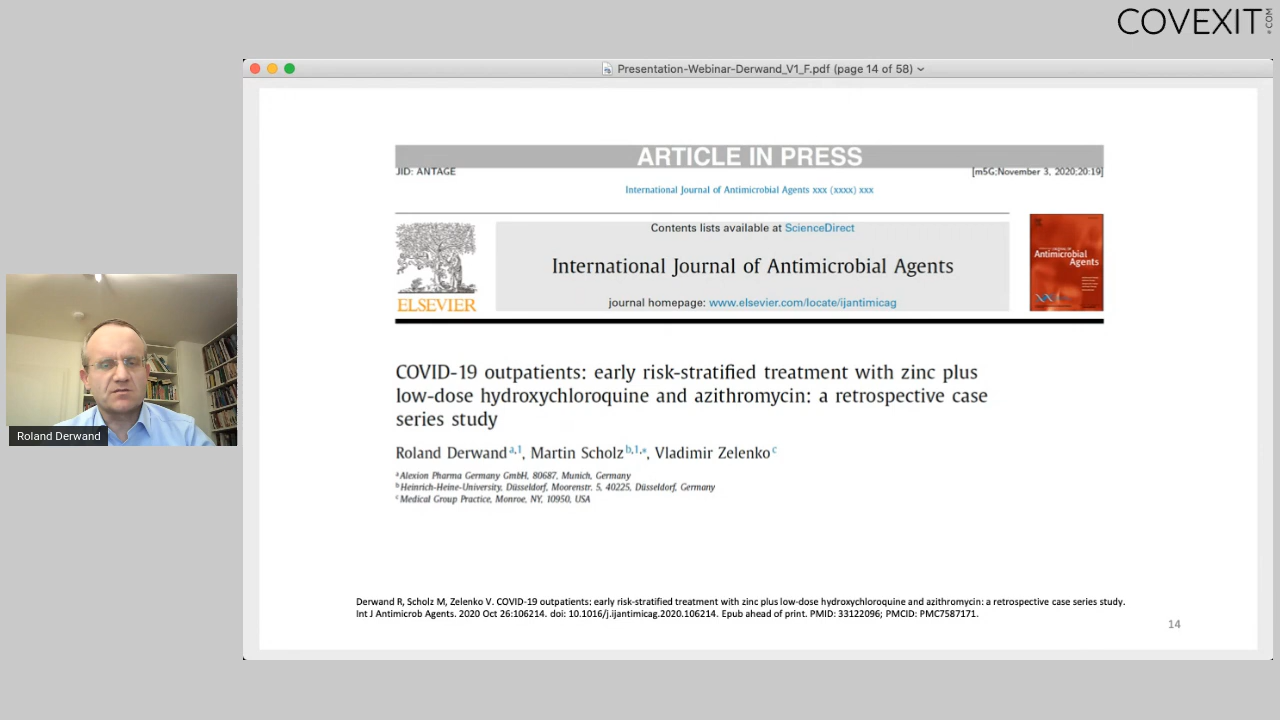 COVEXIT.COM
Presentation-Webinar-Derwand_V1_F.pdf (page 14 of 58)
ARTICLE IN PRESS
JID: ANTAGE
[m5G;November 3, 2020;20:19]
International Journal of Antimicrobial Agents xxx (xxxx) xxx
Contents lists available at ScienceDirect
International Journal of Antimicrobial Agents
journal homepage: www.elsevier.com/locate/ijantimicag
ELSEVIER
Antimicrobial
Agents
COVID-19 outpatients: early risk-stratified treatment with zinc plus
low-dose hydroxychloroquine and azithromycin: a retrospective case
series study
Roland Derwand a,1, Martin Scholz b,1,*, Vladimir Zelenko c
a Alexion Pharma Germany GmbH, 80687, Munich, Germany
b Heinrich-Heine-University, Düsseldorf, Moorenstr. 5, 40225, Düsseldorf, Germany
c Medical Group Practice, Monroe, NY, 10950, USA
Roland Derwand
Derwand R, Scholz M, Zelenko V. COVID-19 outpatients: early risk-stratified treatment with zinc plus low-dose hydroxychloroquine and azithromycin: a retrospective case series study.
Int J Antimicrob Agents. 2020 Oct 26:106214. doi: 10.1016/j.ijantimicag.2020.106214. Epub ahead of print. PMID: 33122096; PMCID: PMC7587171.
14